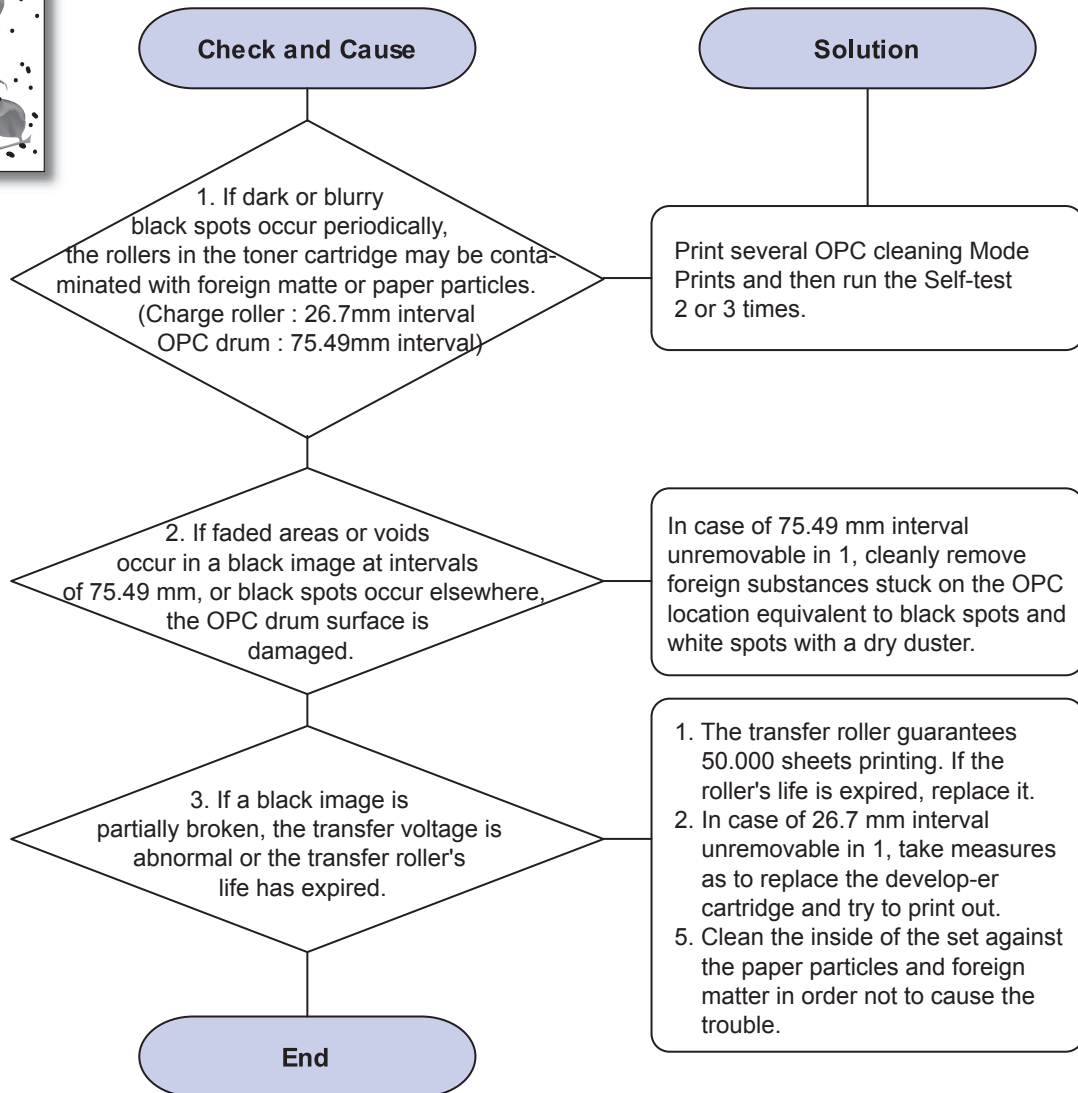 Check and Cause
Solution
1. If dark or blurry
black spots occur periodically,
the rollers in the toner cartridge may be conta-
minated with foreign matte or paper particles.
(Charge roller : 26.7mm interval
OPC drum : 75.49mm interval)
Print several OPC cleaning Mode
Prints and then run the Self-test
2 or 3 times.
2. If faded areas or voids
occur in a black image at intervals
of 75.49 mm, or black spots occur elsewhere,
the OPC drum surface is
damaged.
In case of 75.49 mm interval
unremovable in 1, cleanly remove
foreign substances stuck on the OPC
location equivalent to black spots and
white spots with a dry duster.
3. If a black image is
partially broken, the transfer voltage is
abnormal or the transfer roller's
life has expired.
1. The transfer roller guarantees
50.000 sheets printing. If the
roller's life is expired, replace it.
2. In case of 26.7 mm interval
unremovable in 1, take measures
as to replace the develop-er
cartridge and try to print out.
5. Clean the inside of the set against
the paper particles and foreign
matter in order not to cause the
trouble.
End